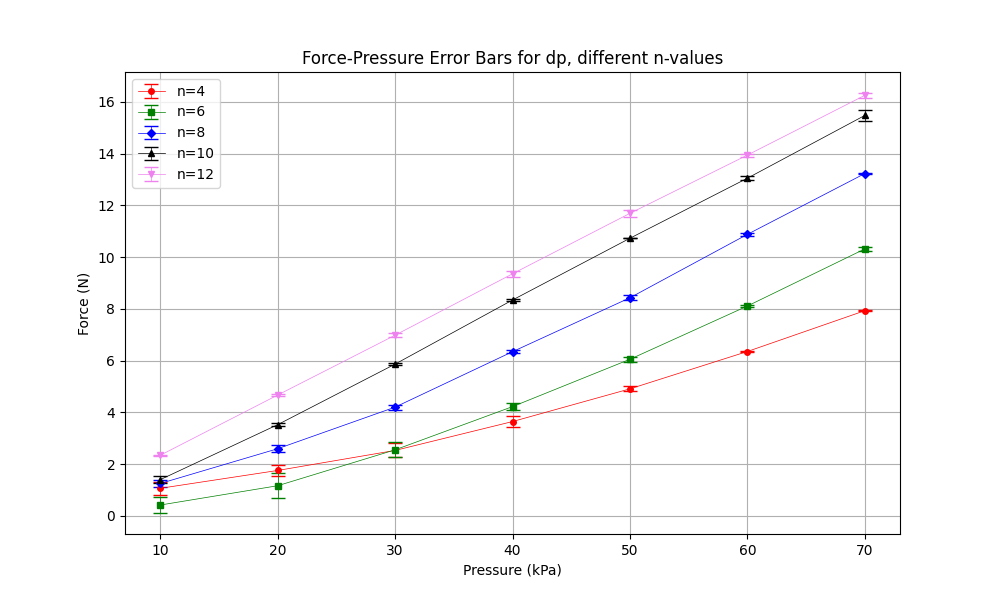 Force-Pressure Error Bars for dp, different n-values
n=4
n=6
n=8
n=10
n=12
16
14
12
10
8
6
4
2
0
Force (N)
10 20 30 40 50 60 70
Pressure (kPa)